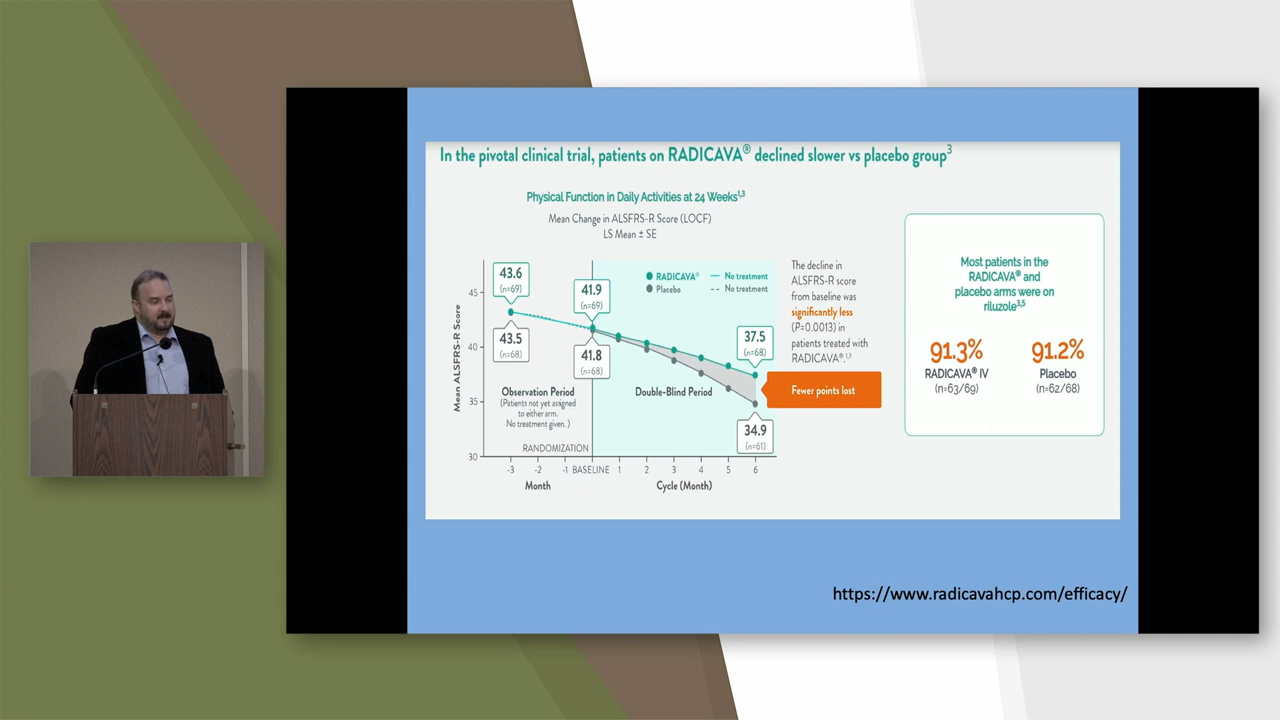 In the pivotal clinical trial, patients on RADICAVA® declined slower vs placebo group3
Physical Function in Daily Activities at 24 Weeks1,3
Mean Change in ALSFRS-R Score (LOCF)
LS Mean ± SE
Mean ALSFRS-R Score
45
40
35
30
43.6
(n=69)
43.5
(n=68)
41.9
(n=69)
41.8
(n=68)
RADICAVA® No treatment
Placebo No treatment
37.5
(n=68)
34.9
(n=61)
Observation Period
(Patients not yet assigned
to either arm.
No treatment given. )
Double-Blind Period
RANDOMIZATION
-3 -2 -1 BASELINE 1 2 3 4 5 6
Month Cycle (Month)
The decline in
ALSFRS-R score
from baseline was
significantly less
(P=0.0013) in
patients treated with
RADICAVA®.1,3
Fewer points lost
Most patients in the
RADICAVA® and
placebo arms were on
riluzole3,5
91.3% 91.2%
RADICAVA® IV Placebo
(n=63/69) (n=62/68)
https://www.radicavahcp.com/efficacy/